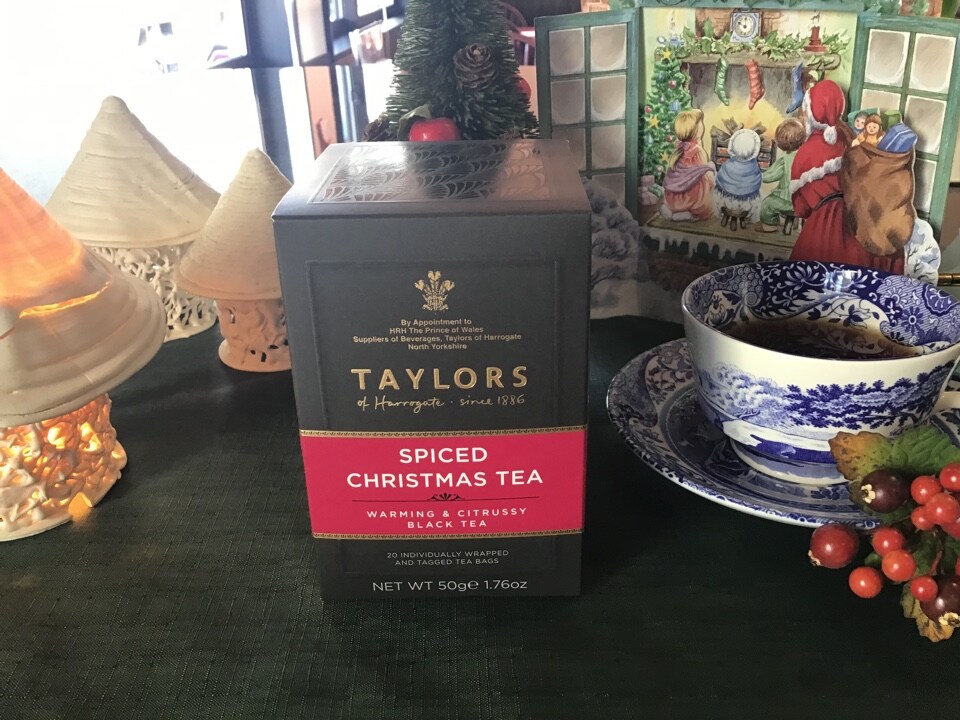 By Appointment to
HRH The Prince of Wales
Suppliers of Beverages, Taylors of Harrogate
North Yorkshire
TAYLORS
of Harrogate · since 1886
SPICED
CHRISTMAS TEA
WARMING & CITRUSSY
BLACK TEA
20 INDIVIDUALLY WRAPPED
AND TAGGED TEA BAGS
NET WT 50g℮ 1.76oz